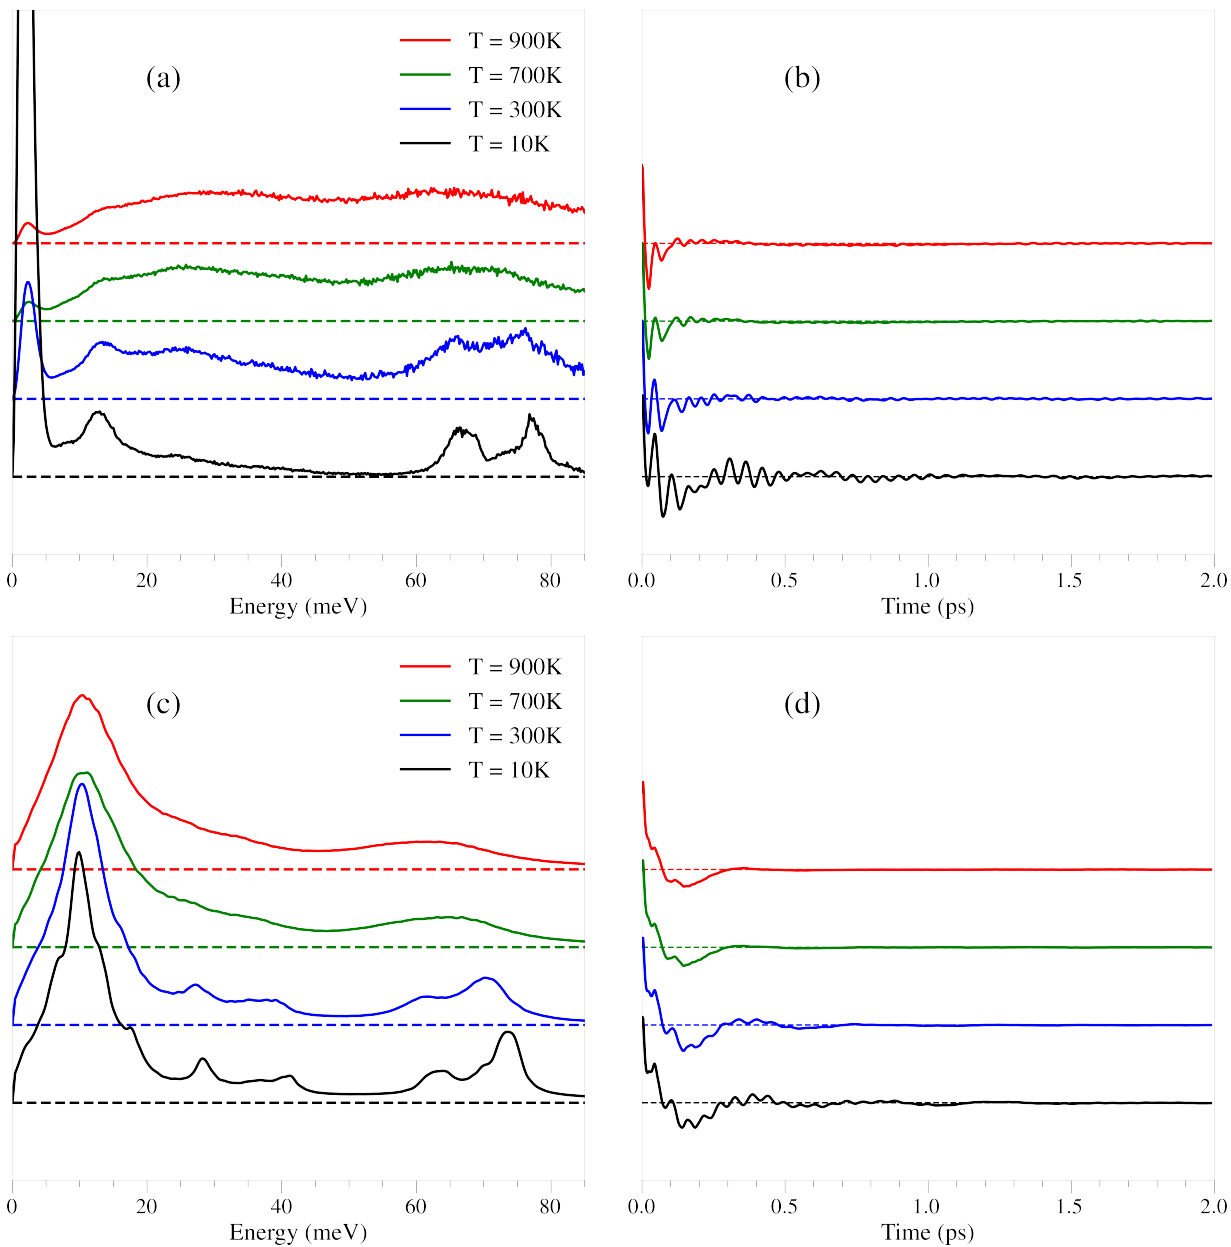 (a)
T = 900K
T = 700K
T = 300K
T = 10K
0 20 40 60 80
Energy (meV)
(b)
0.0 0.5 1.0 1.5 2.0
Time (ps)
(c)
T = 900K
T = 700K
T = 300K
T = 10K
0 20 40 60 80
Energy (meV)
(d)
0.0 0.5 1.0 1.5 2.0
Time (ps)